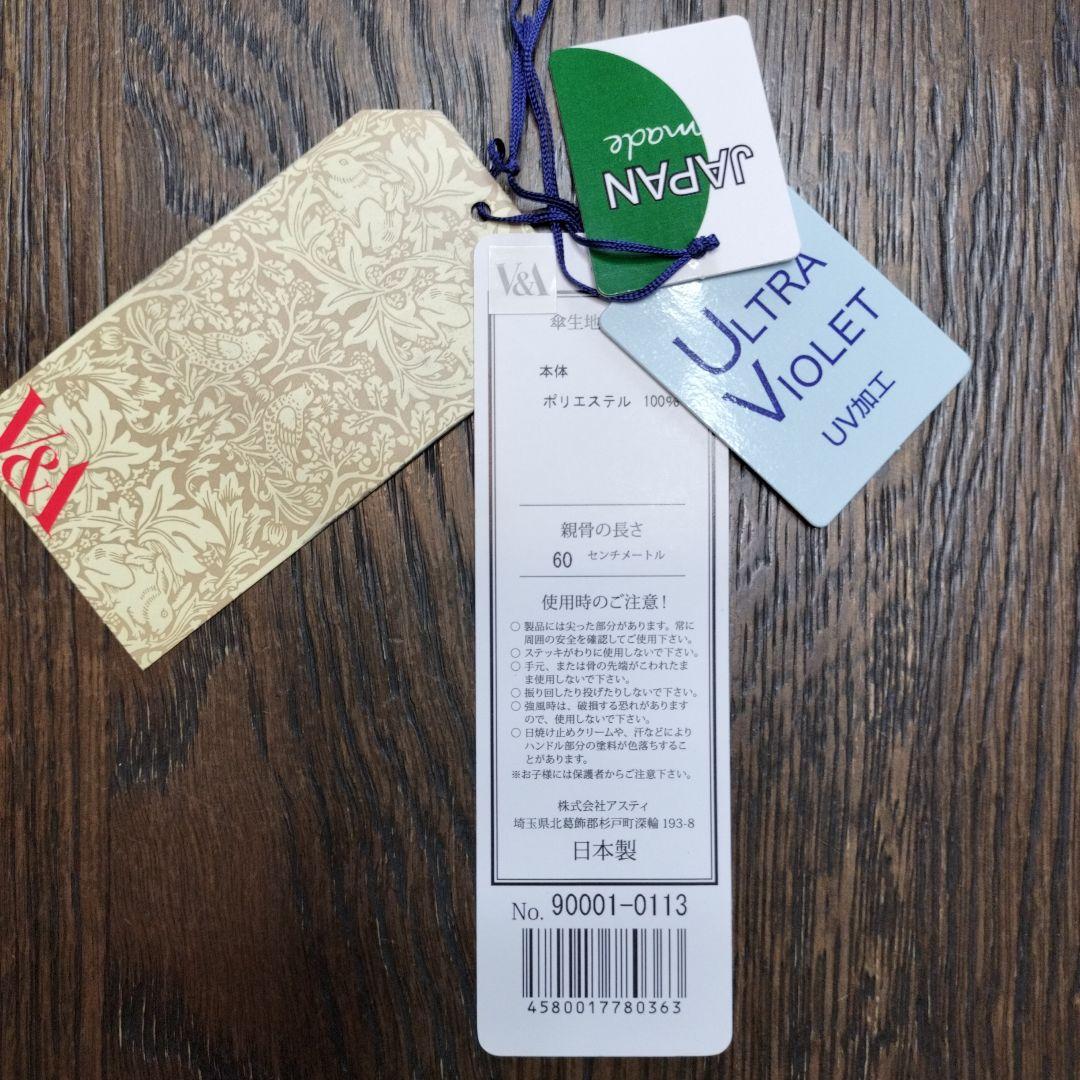 made
JAPAN
ULTRA
VIOLET
UV加工
V&A
V&A
傘生地
本体
ポリエステル 100%
親骨の長さ
60 センチメートル
使用時のご注意!
○ 製品には尖った部分があります。常に
周囲の安全を確認してご使用下さい。
○ ステッキがわりに使用しないで下さい。
○ 手元、または骨の先端がこわれたま
ま使用しないで下さい。
○ 振り回したり投げたりしないで下さい。
○ 強風時は、破損する恐れがあります
ので、使用しないで下さい。
○ 日焼け止めクリームや、汗などにより
ハンドル部分の塗料が色落ちするこ
とがあります。
※お子様には保護者からご注意下さい。
株式会社アスティ
埼玉県北葛飾郡杉戸町深輪 193-8
日本製
No. 90001-0113
4580017780363